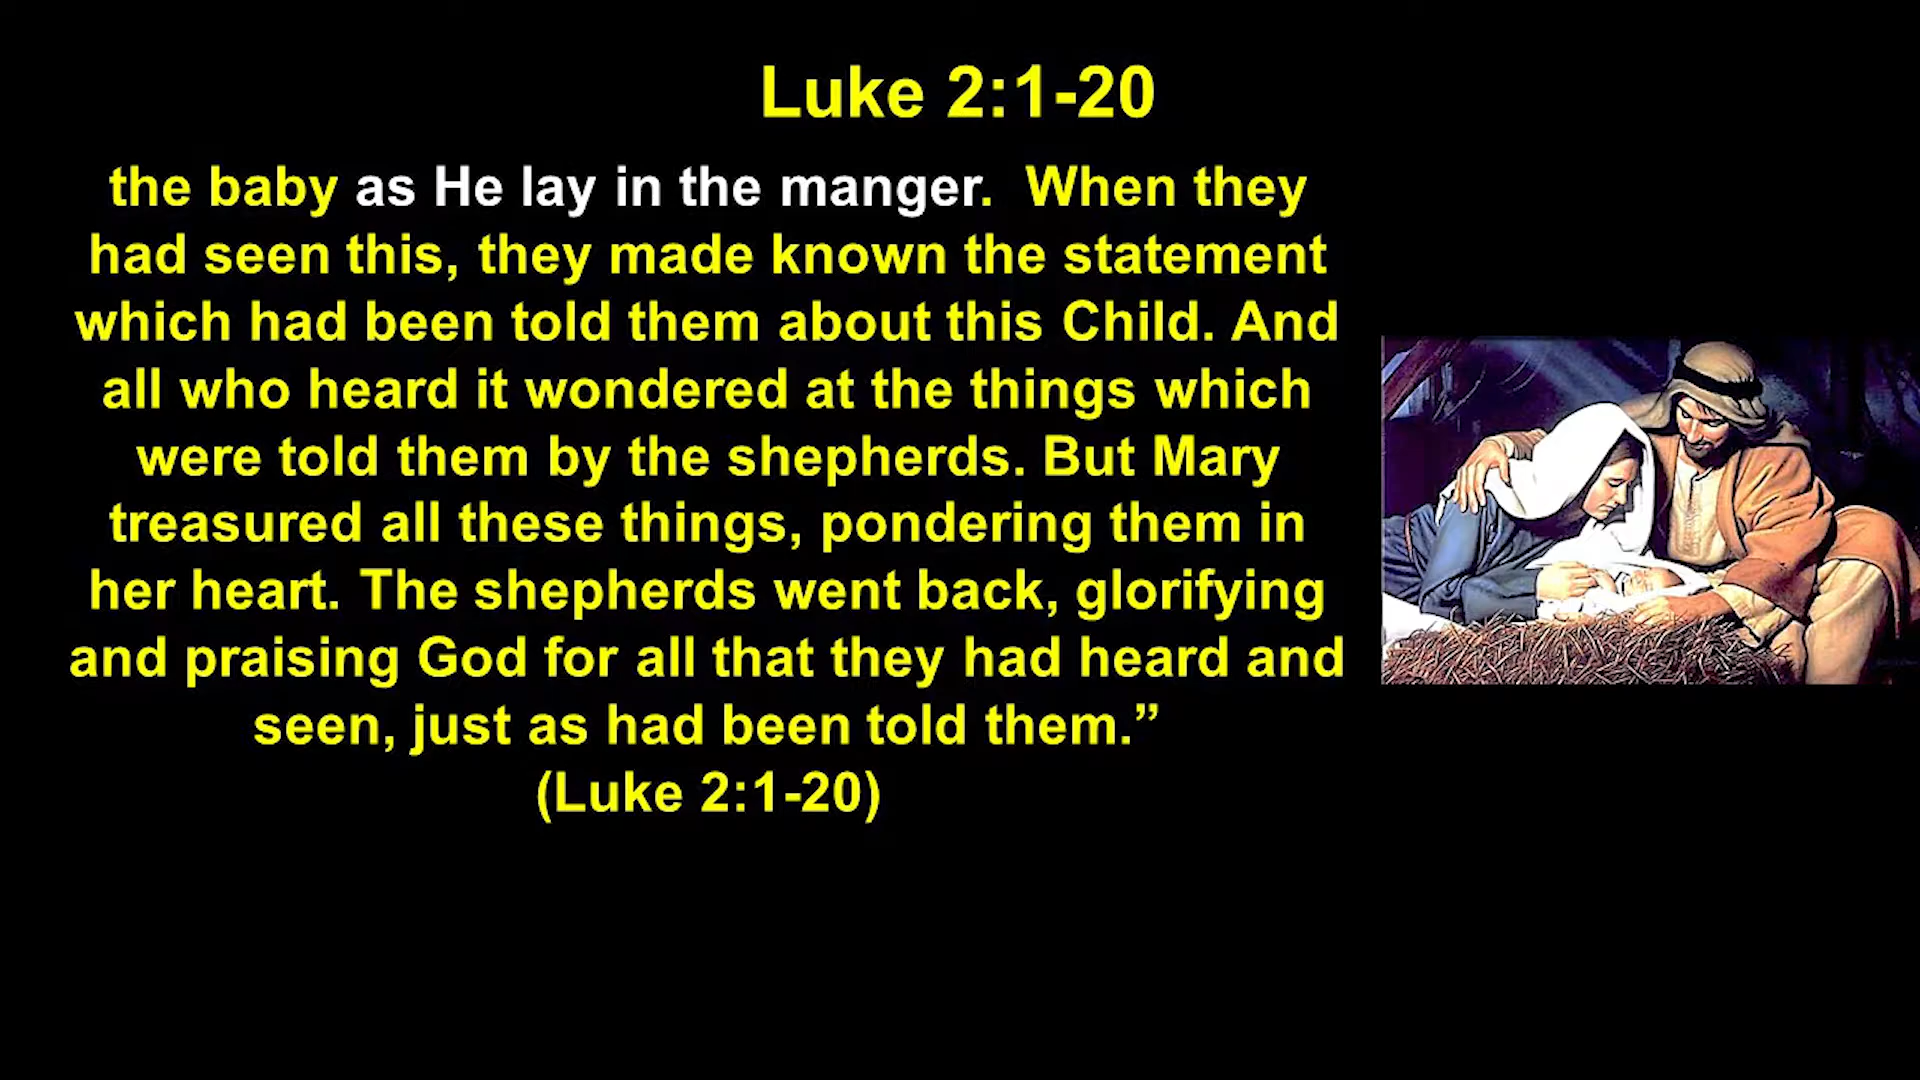 Luke 2:1-20
the baby as He lay in the manger. When they
had seen this, they made known the statement
which had been told them about this Child. And
all who heard it wondered at the things which
were told them by the shepherds. But Mary
treasured all these things, pondering them in
her heart. The shepherds went back, glorifying
and praising God for all that they had heard and
seen, just as had been told them.”
(Luke 2:1-20)